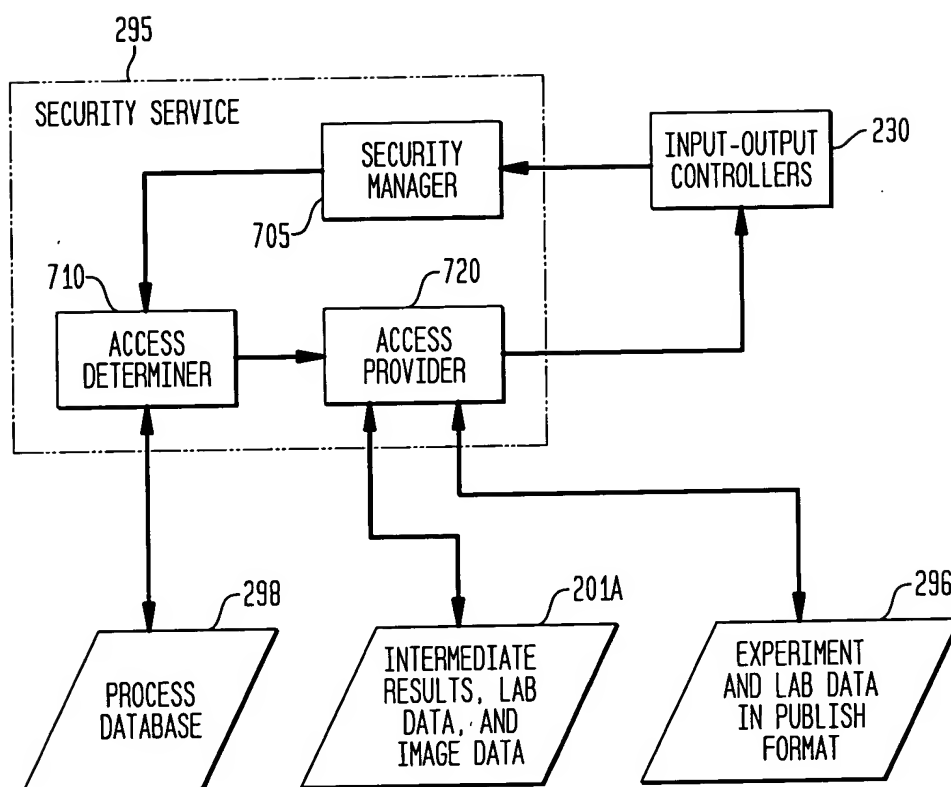 295
SECURITY SERVICE
SECURITY
MANAGER
705
INPUT-OUTPUT
CONTROLLERS
230
710
ACCESS
DETERMINER
720
ACCESS
PROVIDER
298
PROCESS
DATABASE
201A
INTERMEDIATE
RESULTS, LAB
DATA, AND
IMAGE DATA
296
EXPERIMENT
AND LAB DATA
IN PUBLISH
FORMAT